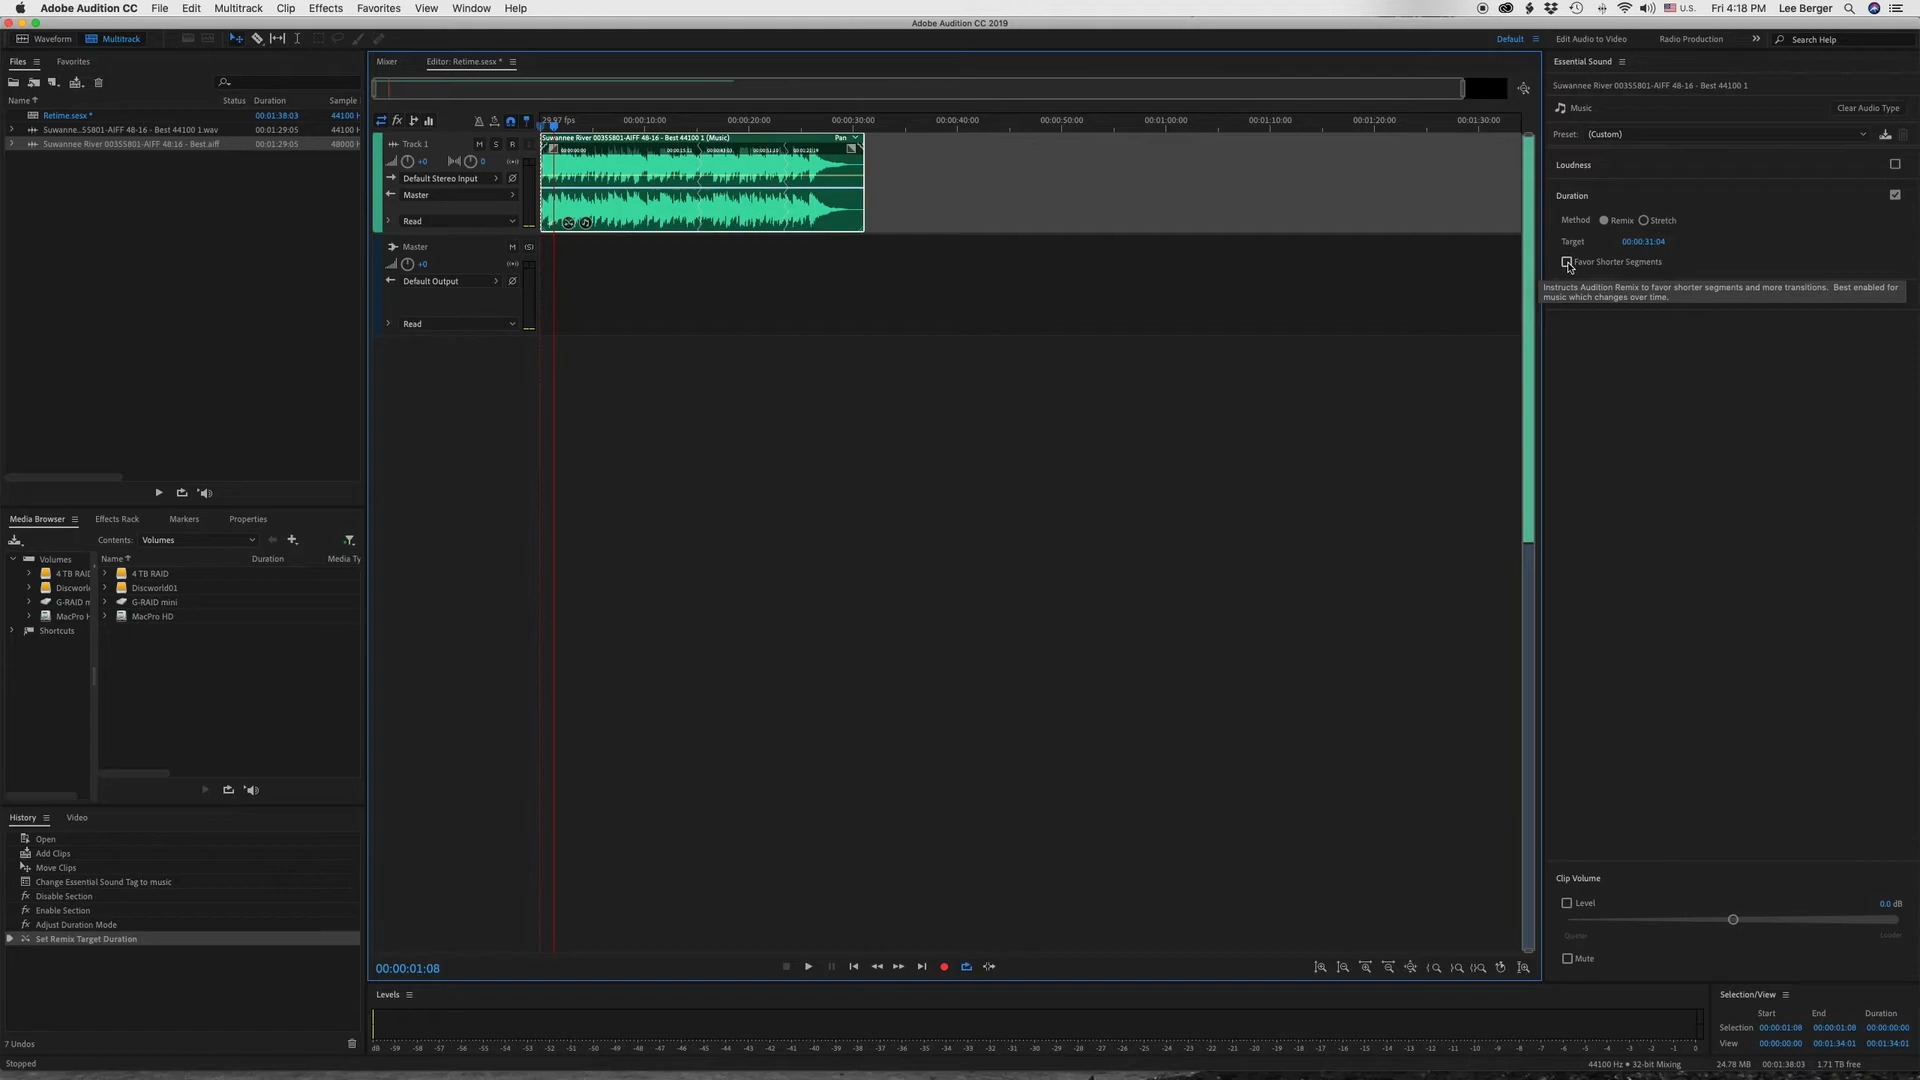 Adobe Audition CC File Edit Multitrack Clip Effects Favorites View Window Help
U.S. Fri 4:18 PM Lee Berger
Adobe Audition CC 2019
Waveform Multitrack
Default Edit Audio to Video Radio Production Search Help
Files Favorites
Name Status Duration Sample
Retime.sesx * 00:01:38:03 44100 H
Suwanne...55801-AIFF 48-16 - Best 44100 1.wav 00:01:29:05 44100 H
Suwannee River 00355801-AIFF 48-16 - Best.aiff 00:01:29:05 48000 H
Mixer Editor: Retime.sesx *
29.97 fps 00:00:10:00 00:00:20:00 00:00:30:00 00:00:40:00 00:00:50:00 00:01:00:00 00:01:10:00 00:01:20:00 00:01:30:00
Suwannee River 00355801-AIFF 48-16 - Best 44100 1 (Music) Pan
Track 1 M S R
+0 0
Default Stereo Input
Master
Read
Master M (S)
+0
Default Output
Read
Essential Sound
Suwannee River 00355801-AIFF 48-16 - Best 44100 1
Music Clear Audio Type
Preset: (Custom)
Loudness
Duration
Method Remix Stretch
Target 00:00:31:04
Favor Shorter Segments
Instructs Audition Remix to favor shorter segments and more transitions. Best enabled for
music which changes over time.
Media Browser Effects Rack Markers Properties
Contents: Volumes
Volumes Name Duration Media Ty
4 TB RAID 4 TB RAID
Discworl Discworld01
G-RAID m G-RAID mini
MacPro H MacPro HD
Shortcuts
History Video
Open
Add Clips
Move Clips
Change Essential Sound Tag to music
fx Disable Section
fx Enable Section
fx Adjust Duration Mode
Set Remix Target Duration
7 Undos
Stopped
00:00:01:08
Levels
dB -59 -58 -57 -56 -55 -54 -53 -52 -51 -50 -49 -48 -47 -46 -45 -44 -43 -42 -41 -40 -39 -38 -37 -36 -35 -34 -33 -32 -31 -30 -29 -28 -27 -26 -25 -24 -23 -22 -21 -20 -19 -18 -17 -16 -15 -14 -13 -12 -11 -10 -9 -8 -7 -6 -5 -4 -3 -2 -1 0
Clip Volume
Level 0.0 dB
Quieter Louder
Mute
Selection/View
Start End Duration
Selection 00:00:01:08 00:00:01:08 00:00:00:00
View 00:00:00:00 00:01:34:01 00:01:34:01
44100 Hz • 32-bit Mixing 24.78 MB 00:01:38:03 1.71 TB free